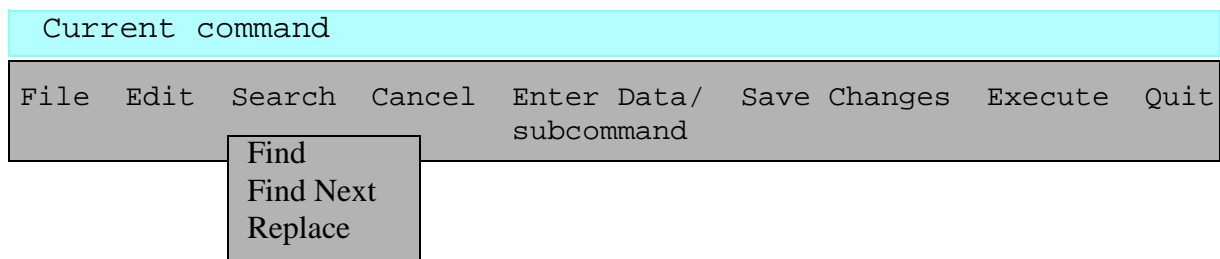 Current command
File Edit Search Cancel Enter Data/ Save Changes Execute Quit
subcommand
Find
Find Next
Replace